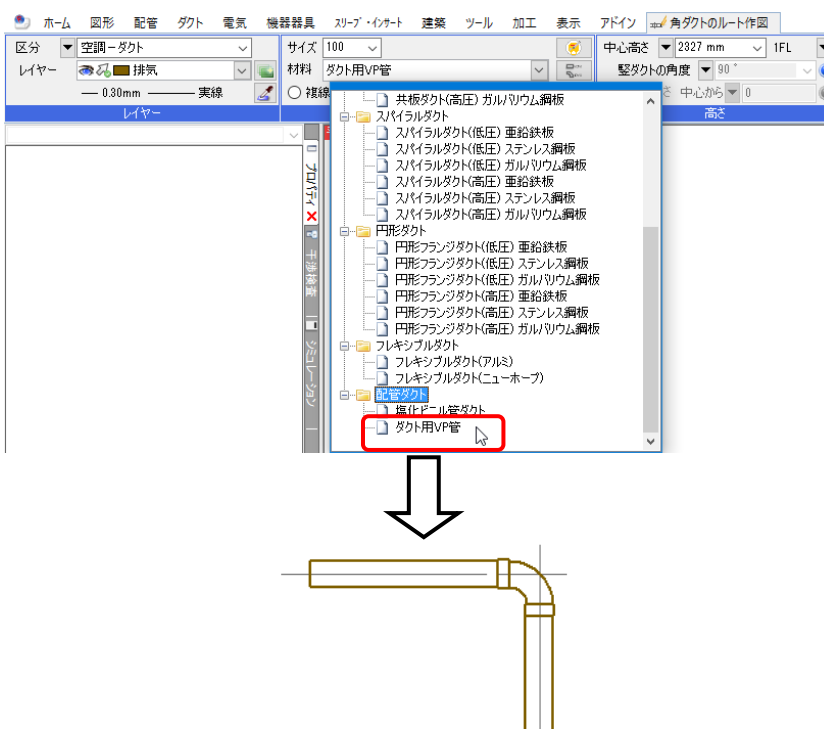 ホーム 図形 配管 ダクト 電気 機器器具 スリーブ・インサート 建築 ツール 加工 表示 アドイン 角ダクトのルート作図
区分 空調－ダクト サイズ 100 中心高さ 2327 mm 1FL
レイヤー 排気 材料 ダクト用VP管 竪ダクトの角度 90°
0.30mm 実線 複線 さ 中心から 0
レイヤー 高さ
共板ダクト(高圧) ガルバリウム鋼板
スパイラルダクト
スパイラルダクト(低圧) 亜鉛鉄板
スパイラルダクト(低圧) ステンレス鋼板
スパイラルダクト(低圧) ガルバリウム鋼板
スパイラルダクト(高圧) 亜鉛鉄板
スパイラルダクト(高圧) ステンレス鋼板
スパイラルダクト(高圧) ガルバリウム鋼板
円形ダクト
円形フランジダクト(低圧) 亜鉛鉄板
円形フランジダクト(低圧) ステンレス鋼板
円形フランジダクト(低圧) ガルバリウム鋼板
円形フランジダクト(高圧) 亜鉛鉄板
円形フランジダクト(高圧) ステンレス鋼板
円形フランジダクト(高圧) ガルバリウム鋼板
フレキシブルダクト
フレキシブルダクト(アルミ)
フレキシブルダクト(ニューホープ)
配管ダクト
塩化ビニル管ダクト
ダクト用VP管
プロパティ
干渉検査
シミュレーション